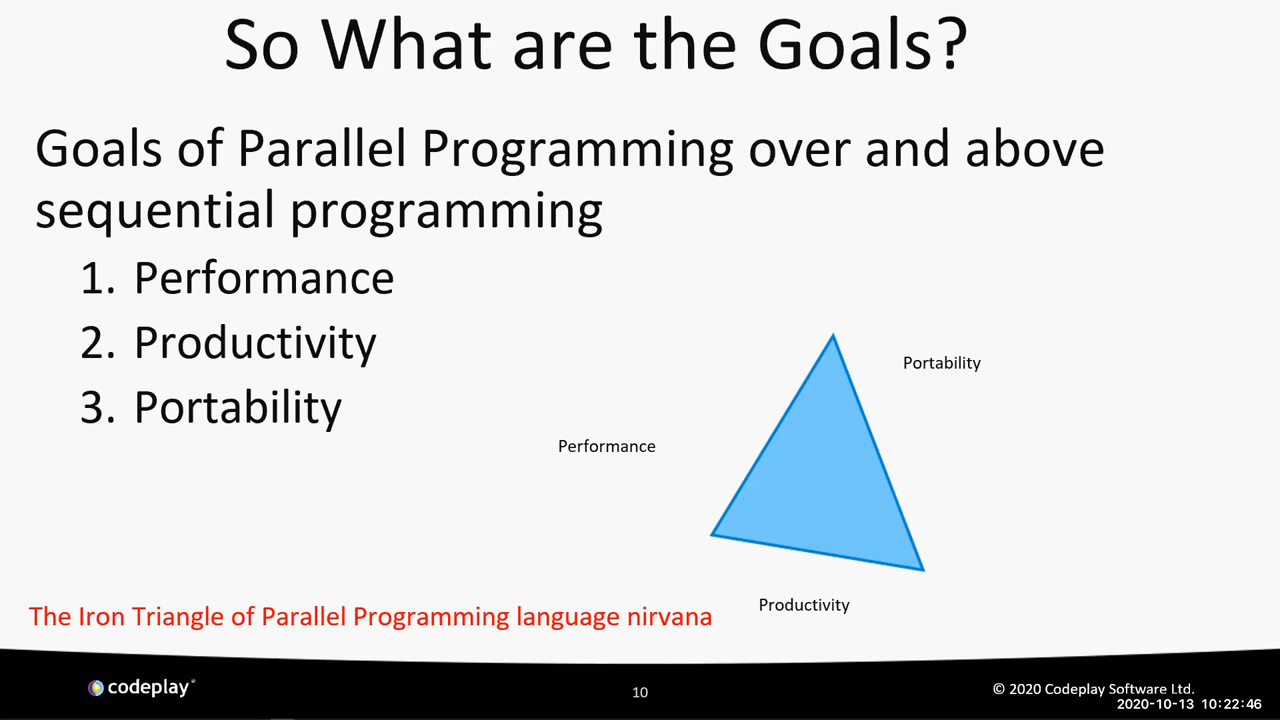 So What are the Goals?
Goals of Parallel Programming over and above
sequential programming
1. Performance
2. Productivity
3. Portability
Portability
Performance
Productivity
The Iron Triangle of Parallel Programming language nirvana
codeplay®
10
© 2020 Codeplay Software Ltd.
2020-10-13 10:22:46